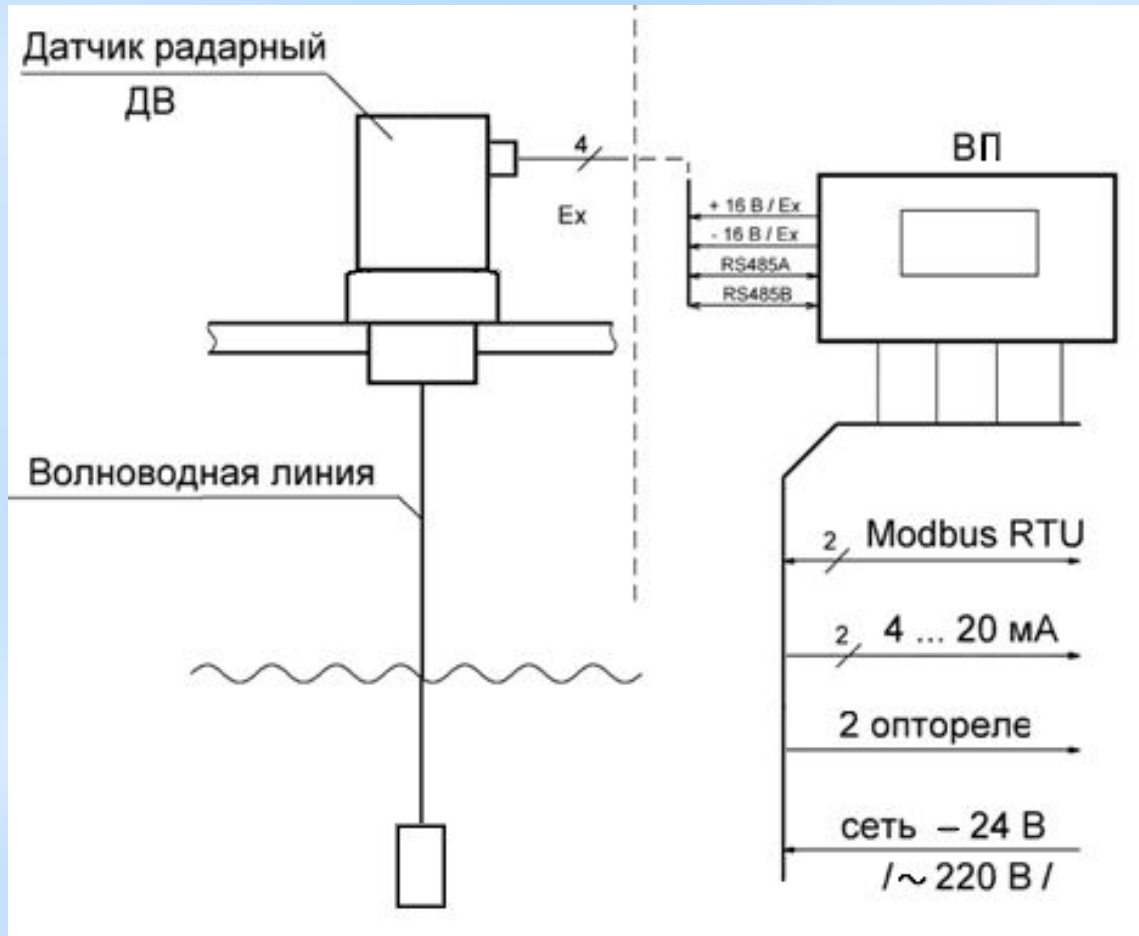 Датчик радарный
ДВ
4
Ex
ВП
+ 16 В / Ex
- 16 В / Ex
RS485A
RS485B
Волноводная линия
2 Modbus RTU
2 4 ... 20 мА
2 оптореле
сеть – 24 В
/ ~ 220 В /